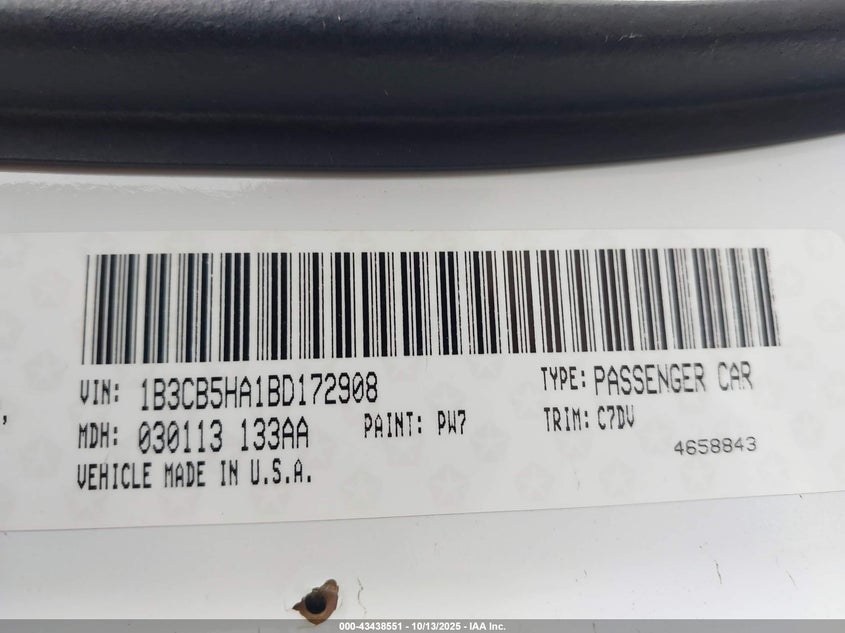 VIN: 1B3CB5HA1BD172908 TYPE: PASSENGER CAR
MDH: 030113 133AA PAINT: PW7 TRIM: C7DV
VEHICLE MADE IN U.S.A. 4658843
000-43438551 | 10/13/2025 - IAA Inc.